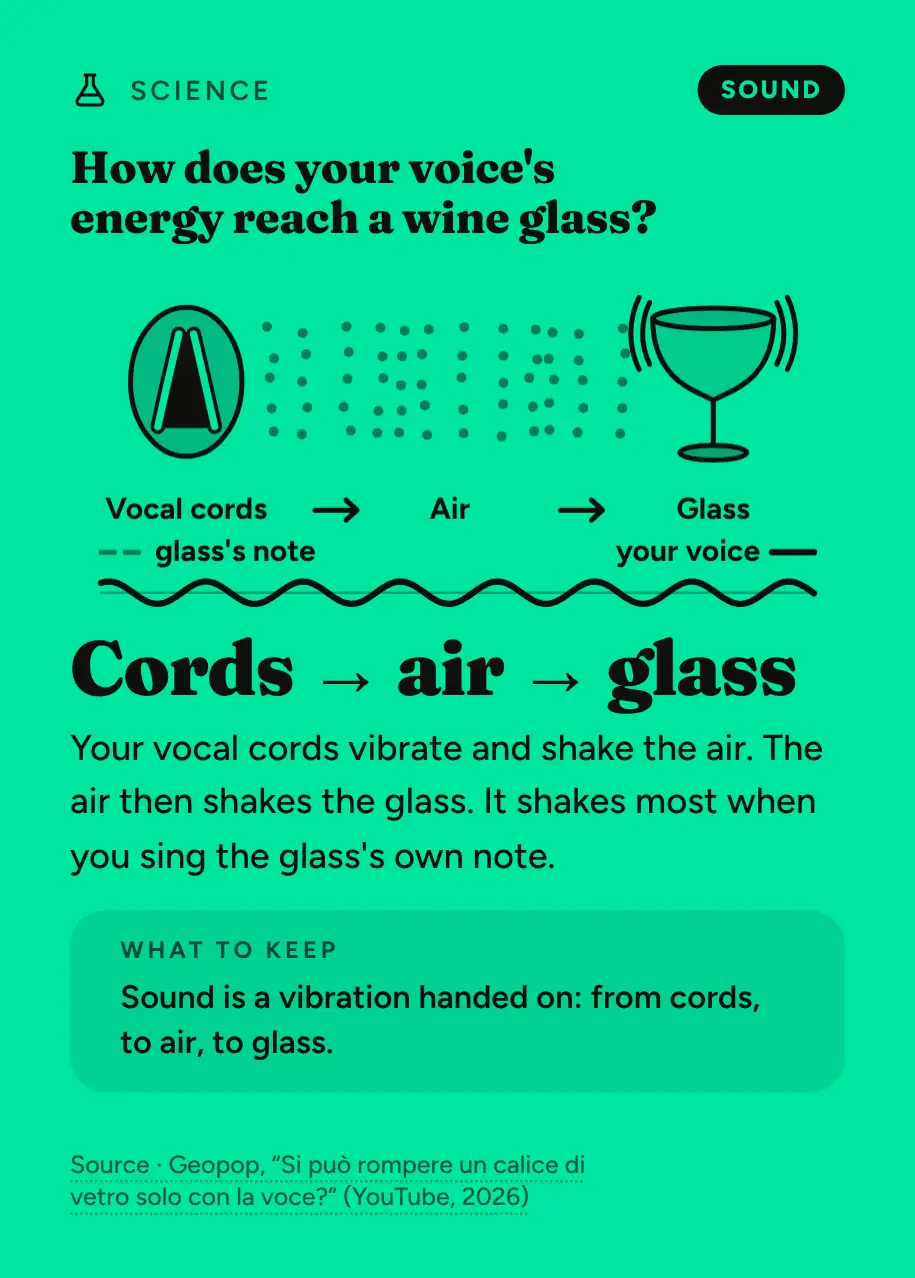 SCIENCE
SOUND
How does your voice's
energy reach a wine glass?
Vocal cords → Air → Glass
glass's note
your voice
Cords → air → glass
Your vocal cords vibrate and shake the air. The
air then shakes the glass. It shakes most when
you sing the glass's own note.
WHAT TO KEEP
Sound is a vibration handed on: from cords,
to air, to glass.
Source · Geopop, “Si può rompere un calice di
vetro solo con la voce?” (YouTube, 2026)